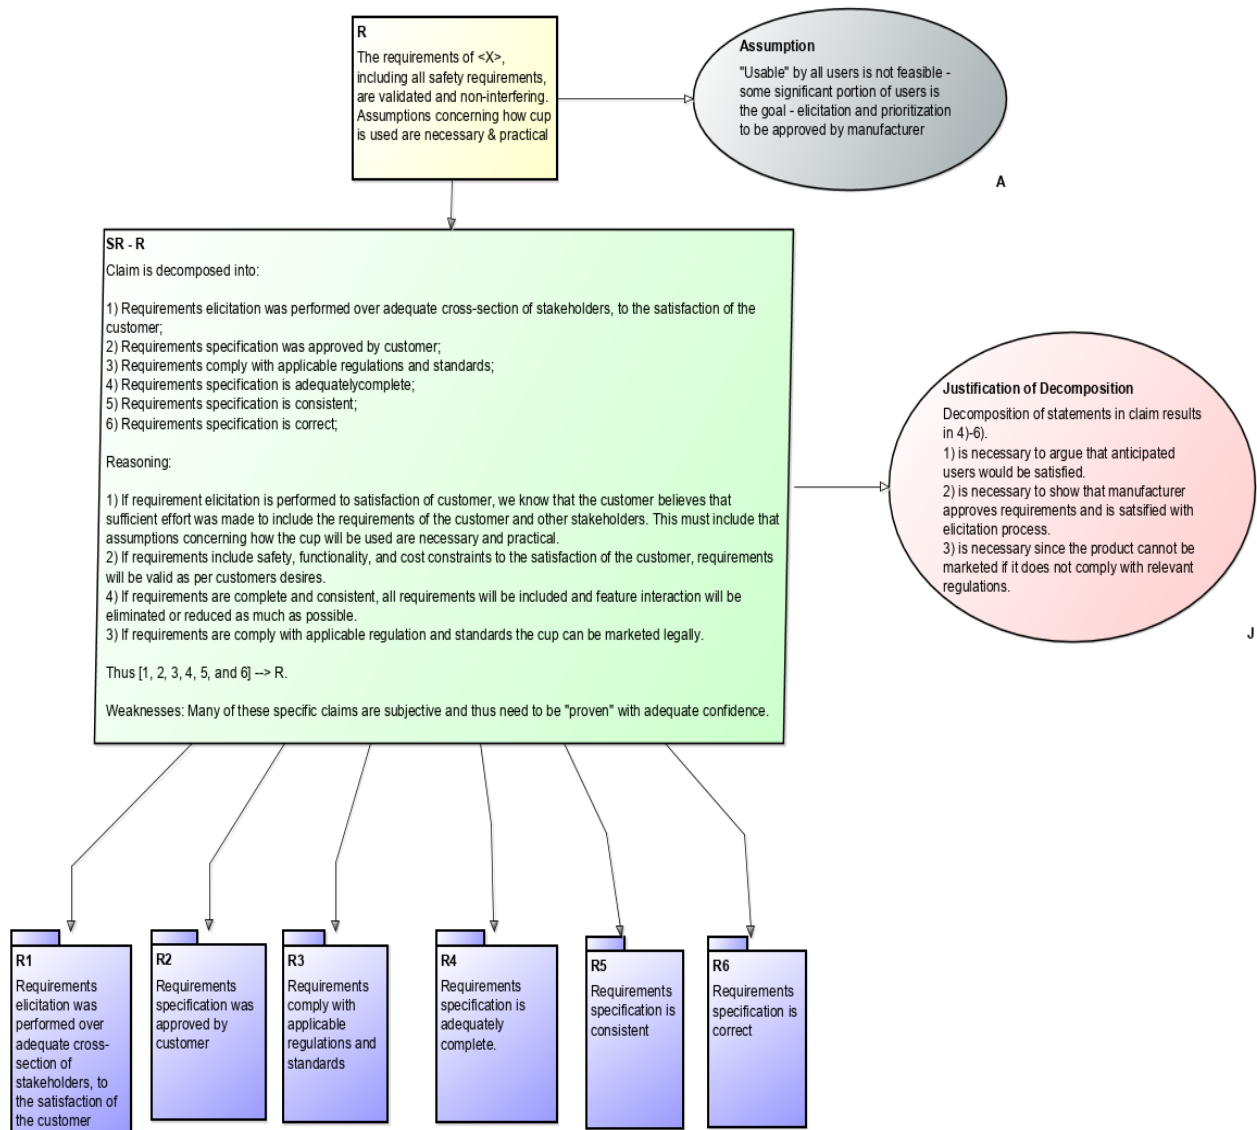 R
The requirements of <X>,
including all safety requirements,
are validated and non-interfering.
Assumptions concerning how cup
is used are necessary & practical
Assumption
"Usable" by all users is not feasible -
some significant portion of users is
the goal - elicitation and prioritization
to be approved by manufacturer
A
SR - R
Claim is decomposed into:
1) Requirements elicitation was performed over adequate cross-section of stakeholders, to the satisfaction of the
customer;
2) Requirements specification was approved by customer;
3) Requirements comply with applicable regulations and standards;
4) Requirements specification is adequatelycomplete;
5) Requirements specification is consistent;
6) Requirements specification is correct;
Reasoning:
1) If requirement elicitation is performed to satisfaction of customer, we know that the customer believes that
sufficient effort was made to include the requirements of the customer and other stakeholders. This must include that
assumptions concerning how the cup will be used are necessary and practical.
2) If requirements include safety, functionality, and cost constraints to the satisfaction of the customer, requirements
will be valid as per customers desires.
4) If requirements are complete and consistent, all requirements will be included and feature interaction will be
eliminated or reduced as much as possible.
3) If requirements are comply with applicable regulation and standards the cup can be marketed legally.
Thus [1, 2, 3, 4, 5, and 6] --> R.
Weaknesses: Many of these specific claims are subjective and thus need to be "proven" with adequate confidence.
Justification of Decomposition
Decomposition of statements in claim results
in 4)-6).
1) is necessary to argue that anticipated
users would be satisfied.
2) is necessary to show that manufacturer
approves requirements and is satsified with
elicitation process.
3) is necessary since the product cannot be
marketed if it does not comply with relevant
regulations.
J
R1
Requirements
elicitation was
performed over
adequate cross-
section of
stakeholders, to
the satisfaction of
the customer
R2
Requirements
specification was
approved by
customer
R3
Requirements
comply with
applicable
regulations and
standards
R4
Requirements
specification is
adequately
complete.
R5
Requirements
specification is
consistent
R6
Requirements
specification is
correct